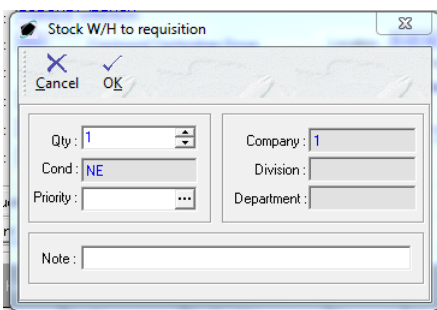 Stock W/H to requisition
Cancel OK
Qty : 1
Cond : NE
Priority :
Company : 1
Division :
Department :
Note :